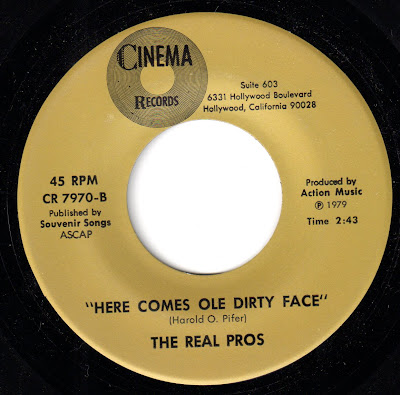 CINEMA
RECORDS
Suite 603
6331 Hollywood Boulevard
Hollywood, California 90028
45 RPM
CR 7970-B
Published by
Souvenir Songs
ASCAP
Produced by
Action Music
℗ 1979
Time 2:43
"HERE COMES OLE DIRTY FACE"
(Harold O. Pifer)
THE REAL PROS